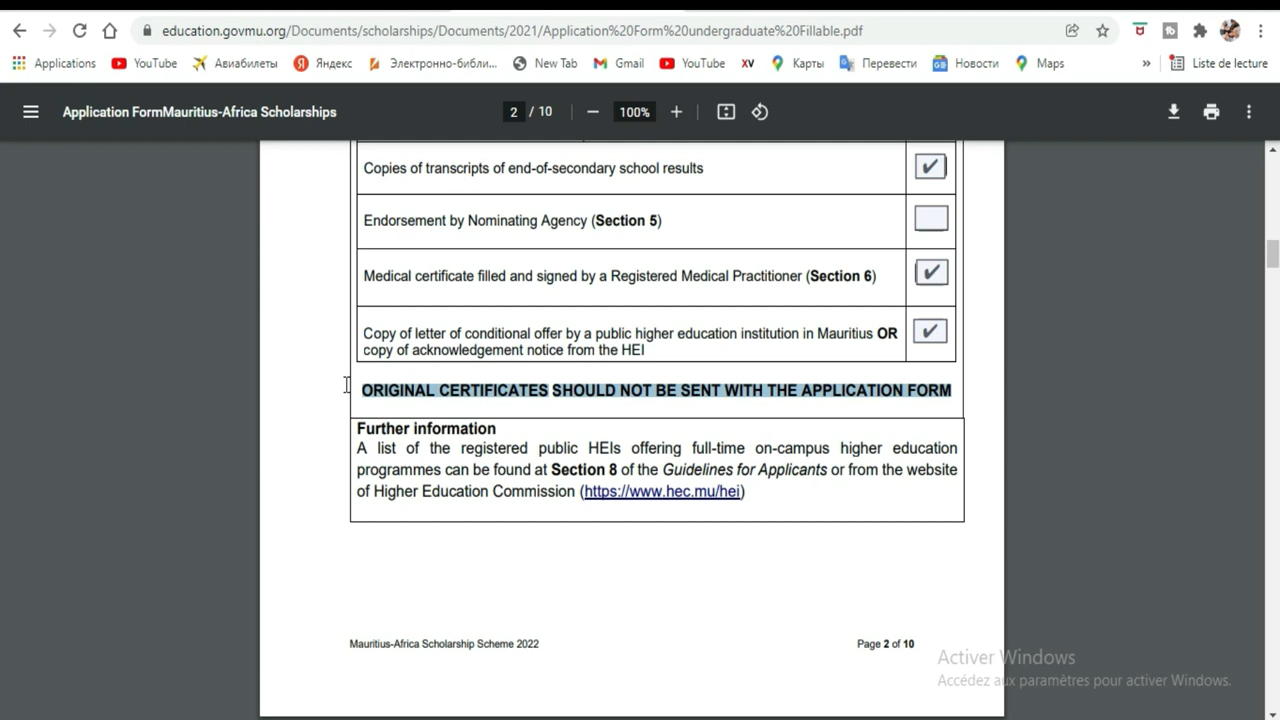 education.govmu.org/Documents/scholarships/Documents/2021/Application%20Form%20undergraduate%20Fillable.pdf
Applications YouTube Авиабилеты Яндекс Электронно-библи... New Tab Gmail YouTube XV Карты Перевести Новости Maps » Liste de lecture
Application FormMauritius-Africa Scholarships 2 / 10 100%
Copies of transcripts of end-of-secondary school results
Endorsement by Nominating Agency (Section 5)
Medical certificate filled and signed by a Registered Medical Practitioner (Section 6)
Copy of letter of conditional offer by a public higher education institution in Mauritius OR
copy of acknowledgement notice from the HEI
ORIGINAL CERTIFICATES SHOULD NOT BE SENT WITH THE APPLICATION FORM
Further information
A list of the registered public HEIs offering full-time on-campus higher education
programmes can be found at Section 8 of the Guidelines for Applicants or from the website
of Higher Education Commission (https://www.hec.mu/hei)
Mauritius-Africa Scholarship Scheme 2022 Page 2 of 10
Activer Windows
Accédez aux paramètres pour activer Windows.